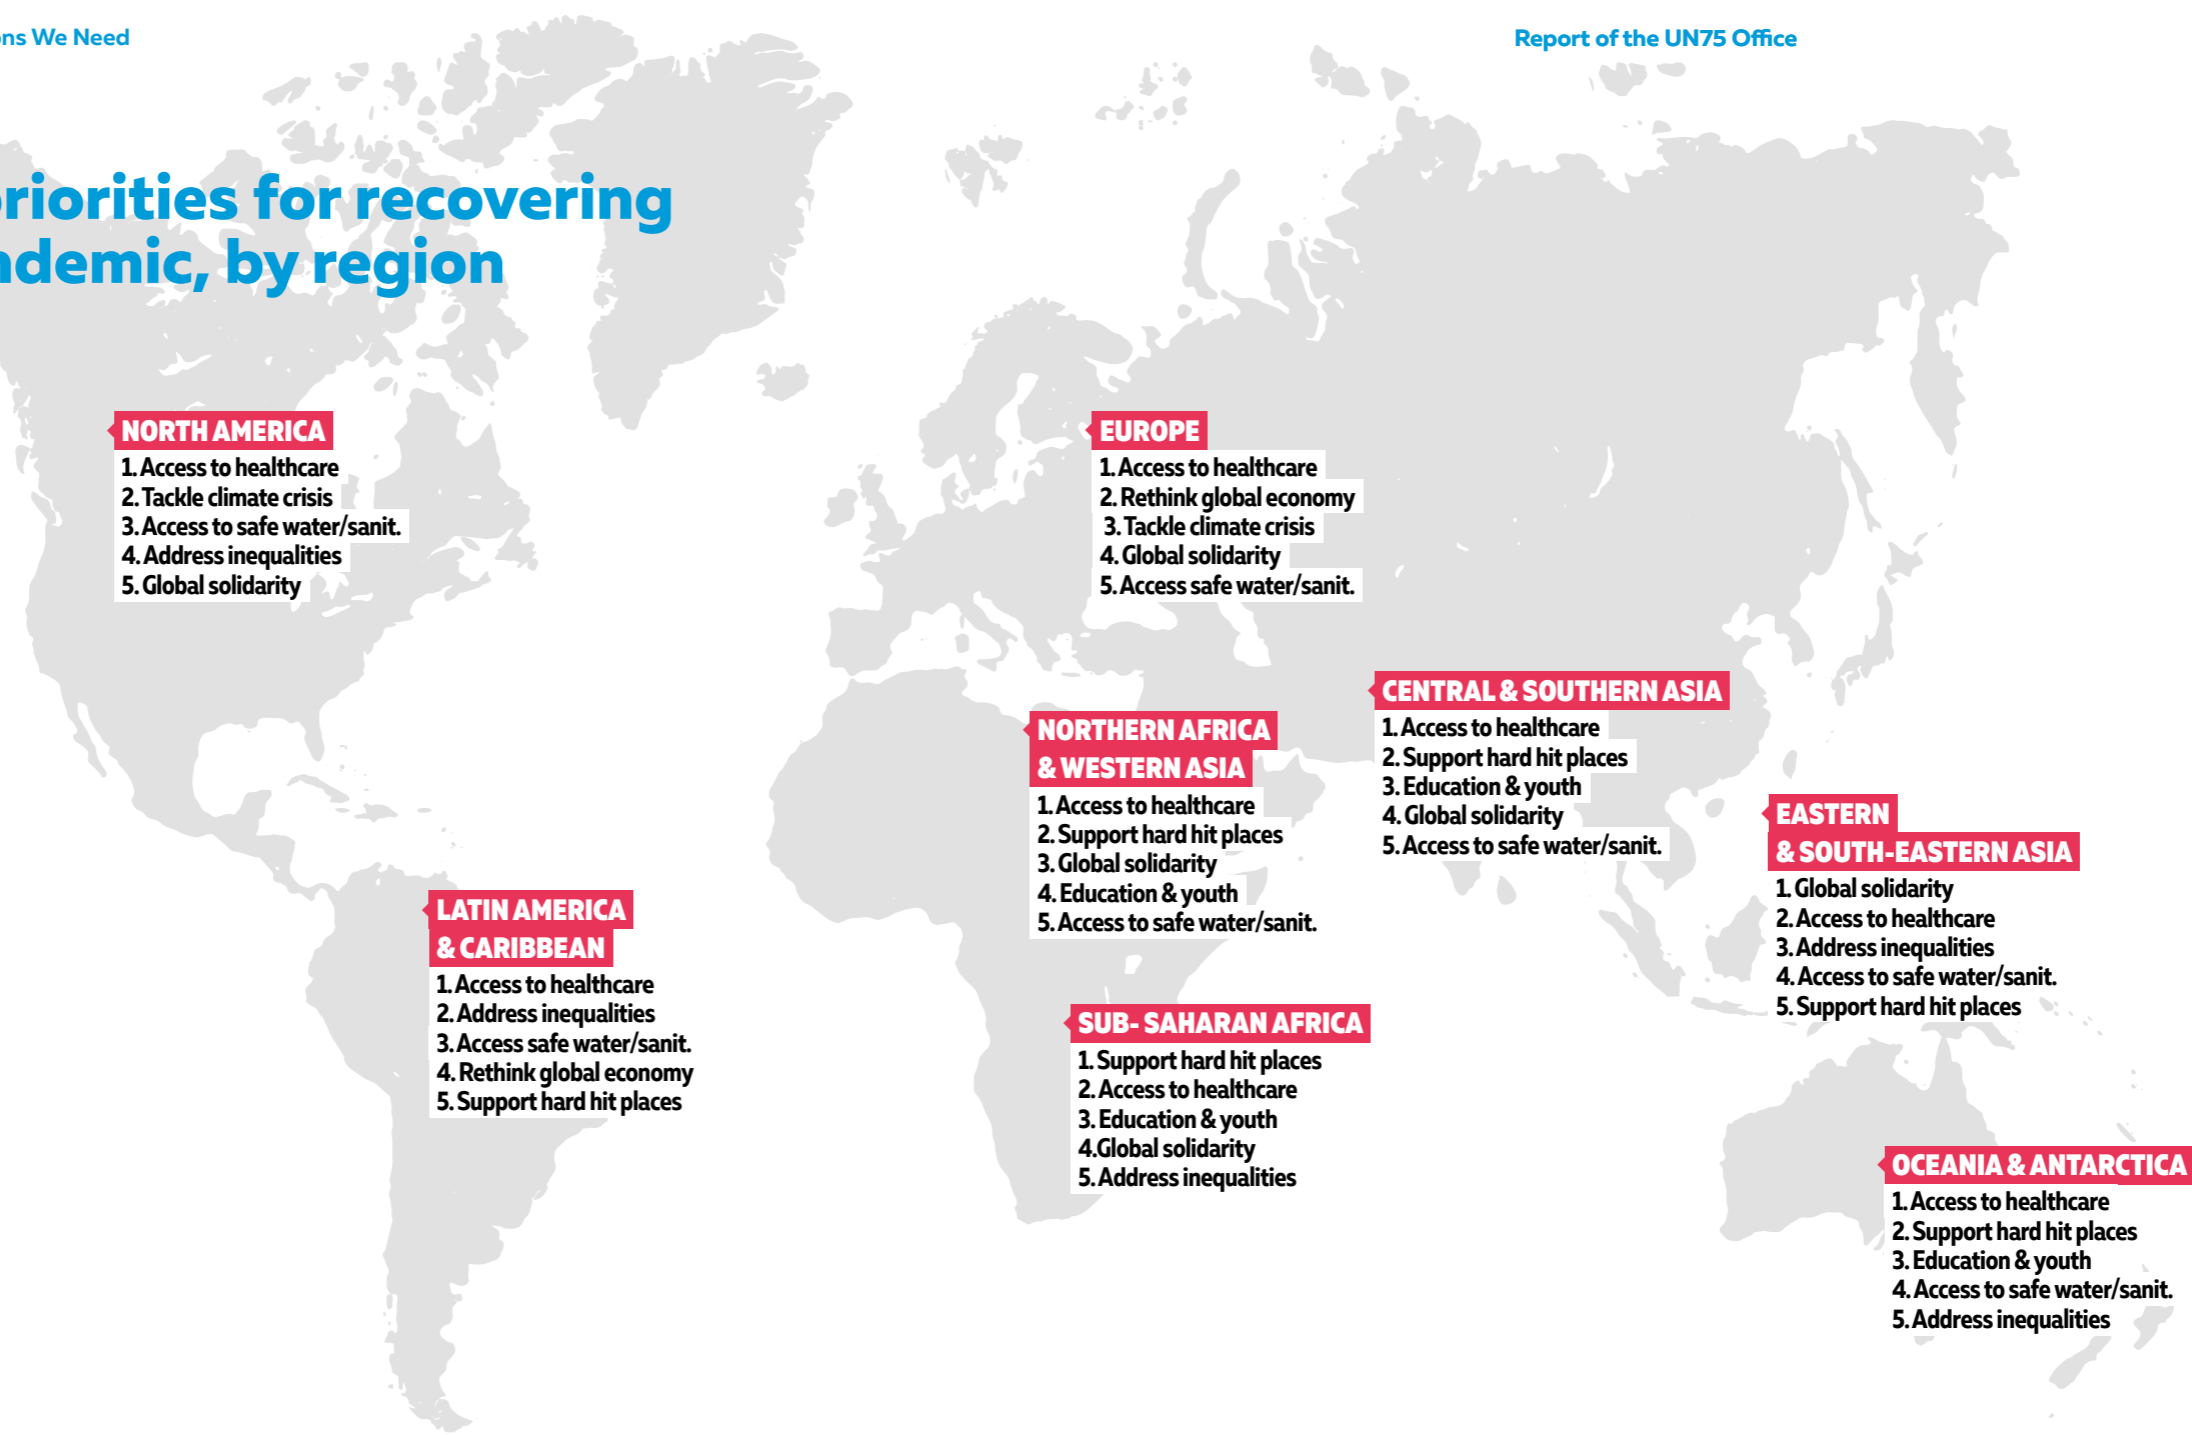 We Need
Report of the UN75 Office
for recovering
by region
NORTH AMERICA
1. Access to healthcare
2. Tackle climate crisis
3. Access to safe water/sanit.
4. Address inequalities
5. Global solidarity
EUROPE
1. Access to healthcare
2. Rethink global economy
3. Tackle climate crisis
4. Global solidarity
5. Access safe water/sanit.
CENTRAL & SOUTHERN ASIA
1. Access to healthcare
2. Support hard hit places
3. Education & youth
4. Global solidarity
5. Access to safe water/sanit.
NORTHERN AFRICA
& WESTERN ASIA
1. Access to healthcare
2. Support hard hit places
3. Global solidarity
4. Education & youth
5. Access to safe water/sanit.
EASTERN
& SOUTH-EASTERN ASIA
1. Global solidarity
2. Access to healthcare
3. Address inequalities
4. Access to safe water/sanit.
5. Support hard hit places
LATIN AMERICA
& CARIBBEAN
1. Access to healthcare
2. Address inequalities
3. Access safe water/sanit.
4. Rethink global economy
5. Support hard hit places
SUB- SAHARAN AFRICA
1. Support hard hit places
2. Access to healthcare
3. Education & youth
4.Global solidarity
5. Address inequalities
OCEANIA & ANTARCTICA
1. Access to healthcare
2. Support hard hit places
3. Education & youth
4. Access to safe water/sanit.
5. Address inequalities